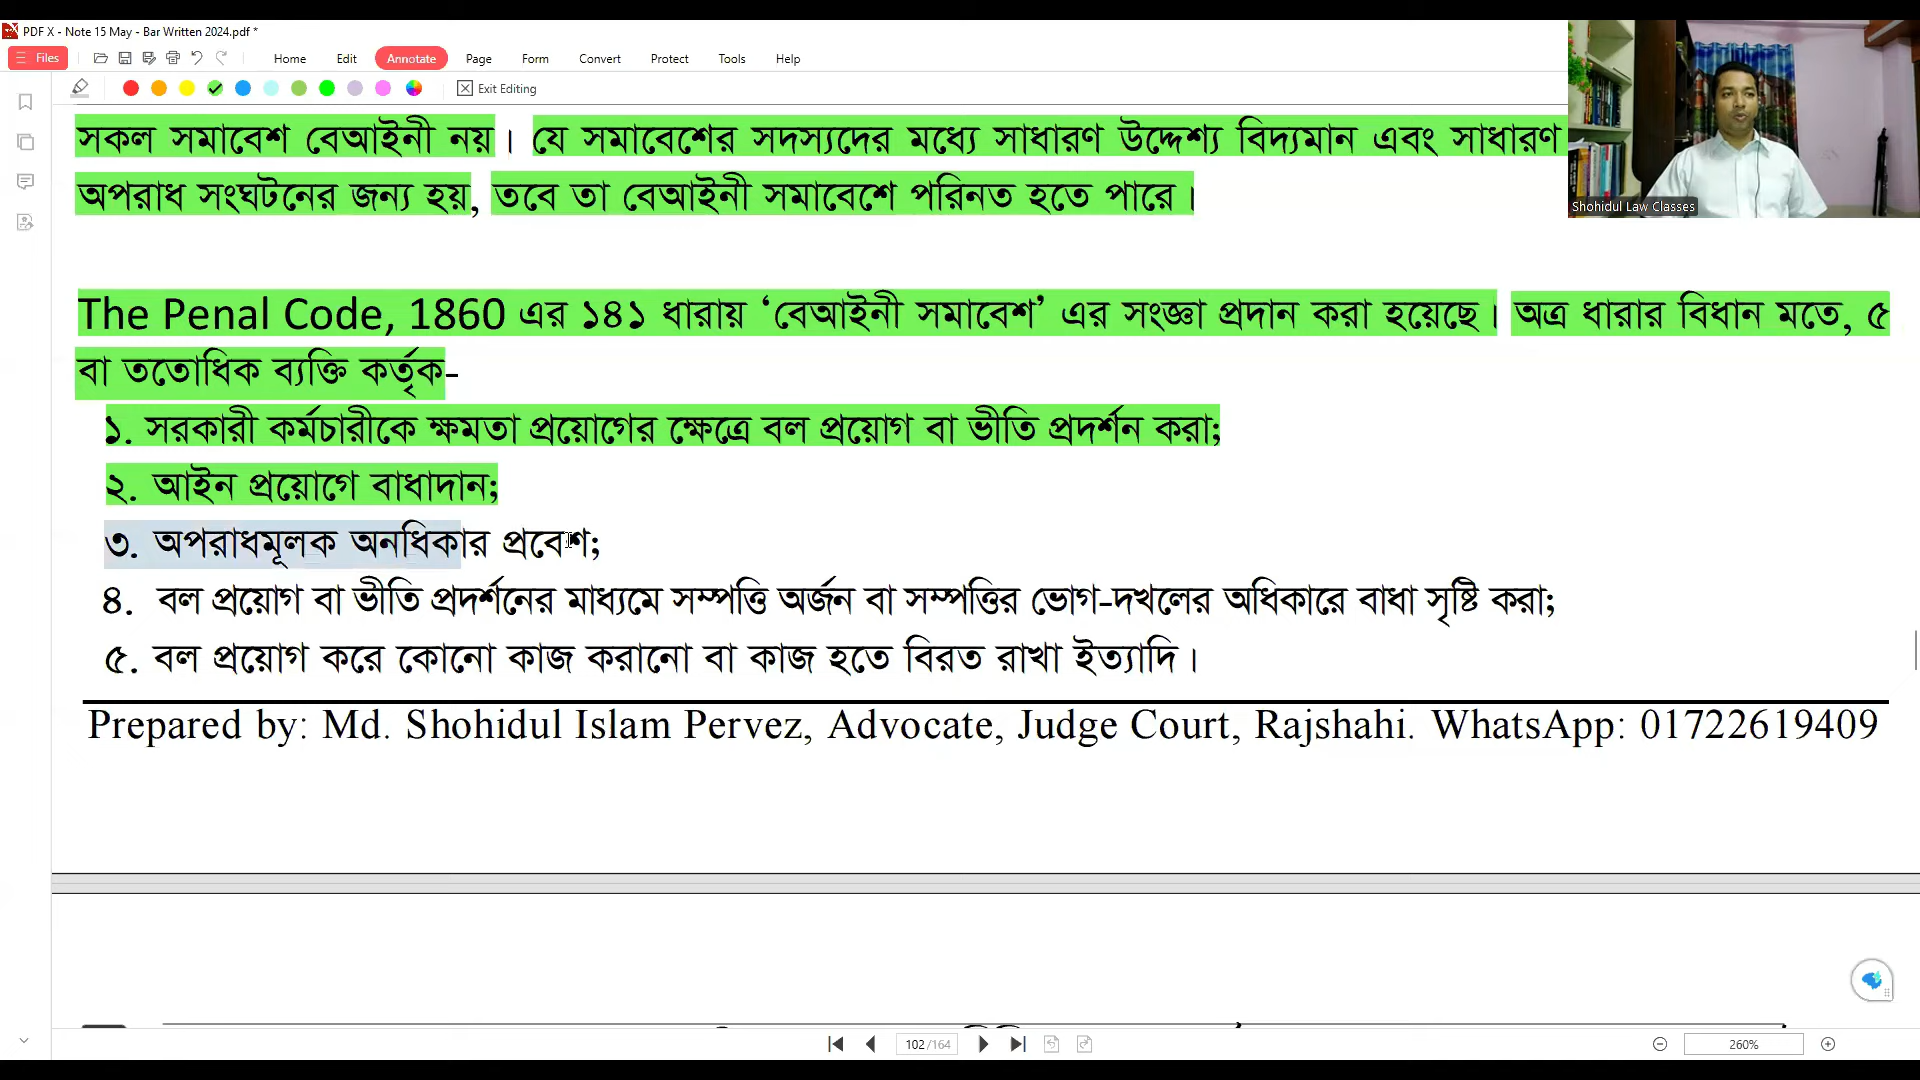 PDF X - Note 15 May - Bar Written 2024.pdf *
Files Home Edit Annotate Page Form Convert Protect Tools Help
Exit Editing
সকল সমাবেশ বেআইনী নয়। যে সমাবেশের সদস্যদের মধ্যে সাধারণ উদ্দেশ্য বিদ্যমান এবং সাধারণ
অপরাধ সংঘটনের জন্য হয়, তবে তা বেআইনী সমাবেশে পরিনত হতে পারে।
Shohidul Law Classes
The Penal Code, 1860 এর ১৪১ ধারায় ‘বেআইনী সমাবেশ’ এর সংজ্ঞা প্রদান করা হয়েছে। অত্র ধারার বিধান মতে, ৫
বা ততোধিক ব্যক্তি কর্তৃক-
১. সরকারী কর্মচারীকে ক্ষমতা প্রয়োগের ক্ষেত্রে বল প্রয়োগ বা ভীতি প্রদর্শন করা;
২. আইন প্রয়োগে বাধাদান;
৩. অপরাধমূলক অনধিকার প্রবেশ;
৪. বল প্রয়োগ বা ভীতি প্রদর্শনের মাধ্যমে সম্পত্তি অর্জন বা সম্পত্তির ভোগ-দখলের অধিকারে বাধা সৃষ্টি করা;
৫. বল প্রয়োগ করে কোনো কাজ করানো বা কাজ হতে বিরত রাখা ইত্যাদি।
Prepared by: Md. Shohidul Islam Pervez, Advocate, Judge Court, Rajshahi. WhatsApp: 01722619409
102 /164
260%